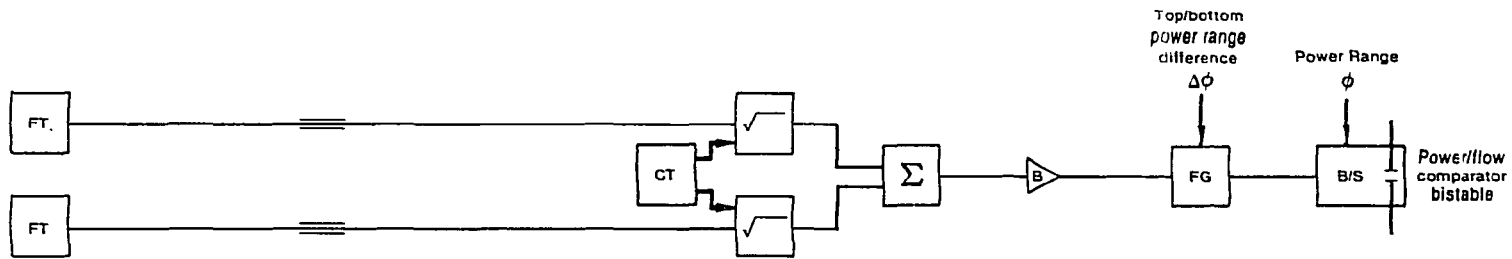 Top/bottom
power range
difference
Δϕ
Power Range
ϕ
FT.
√
CT
Σ
B
FG
B/S
Power/flow
comparator
bistable
FT
√